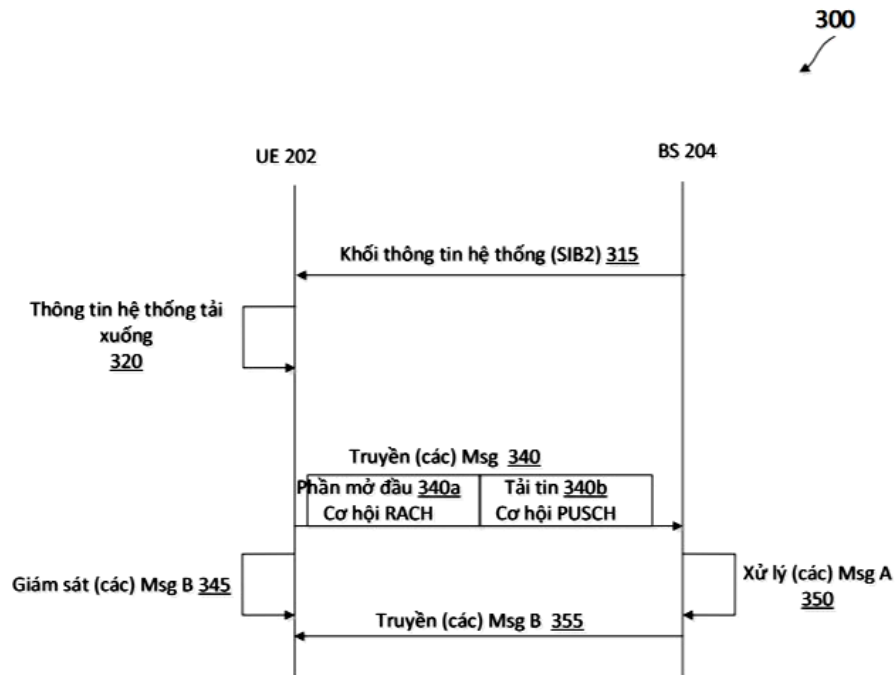 300
UE 202
BS 204
Khối thông tin hệ thống (SIB2) 315
Thông tin hệ thống tải
xuống
320
Truyền (các) Msg 340
Phần mở đầu 340a
Cơ hội RACH
Tải tin 340b
Cơ hội PUSCH
Giám sát (các) Msg B 345
Xử lý (các) Msg A
350
Truyền (các) Msg B 355